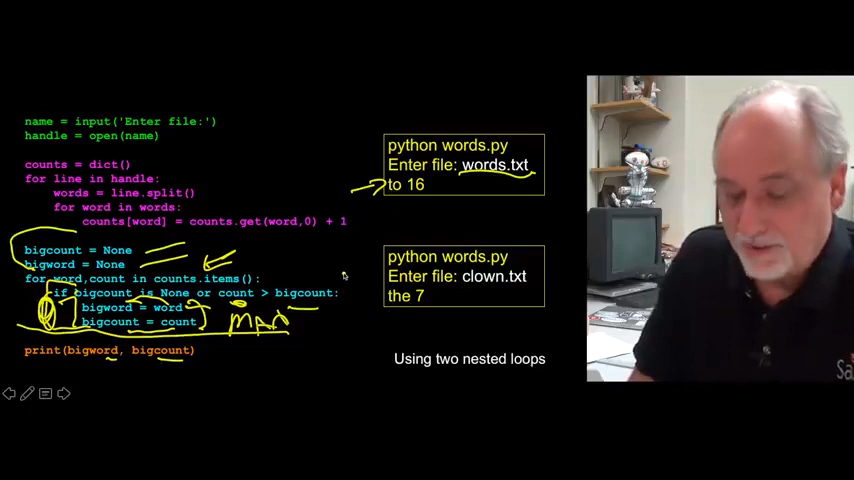 name = input('Enter file:')
handle = open(name)
counts = dict()
for line in handle:
words = line.split()
for word in words:
counts[word] = counts.get(word,0) + 1
bigcount = None
bigword = None
for word,count in counts.items():
if bigcount is None or count > bigcount:
bigword = word
bigcount = count
print(bigword, bigcount)
python words.py
Enter file: words.txt
to 16
python words.py
Enter file: clown.txt
the 7
Using two nested loops
Sa